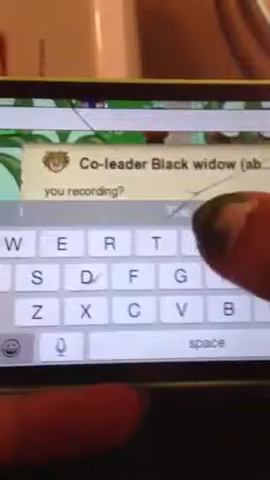 Co-leader Black widow (ab...
you recording?
W E R T
S D F G
Z X C V B
space